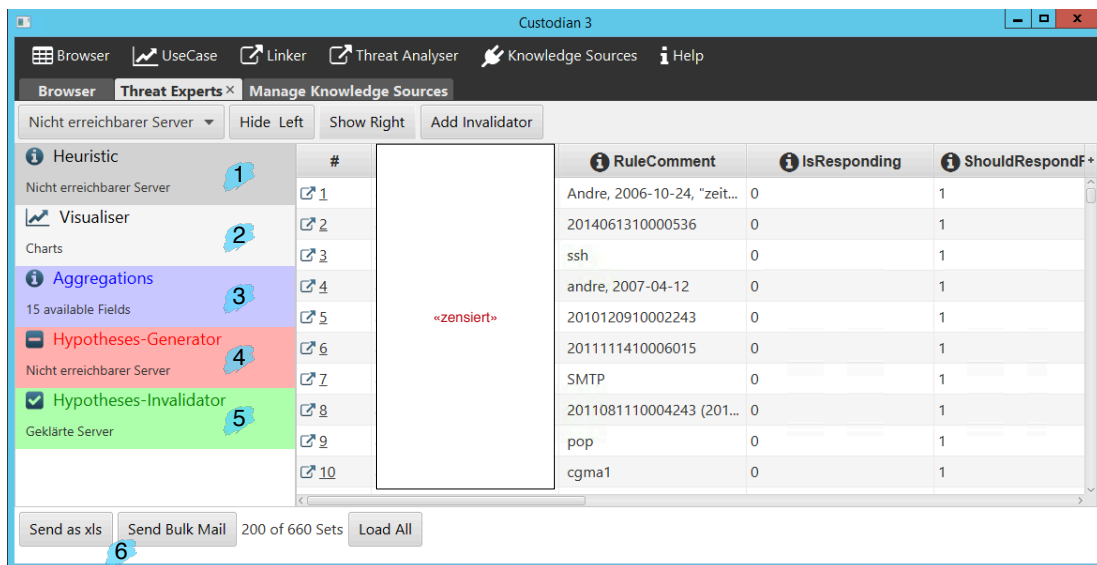 Custodian 3
Browser UseCase Linker Threat Analyser Knowledge Sources Help
Browser Threat Experts × Manage Knowledge Sources
Nicht erreichbarer Server Hide Left Show Right Add Invalidator
Heuristic
Nicht erreichbarer Server
1
Visualiser
Charts
2
Aggregations
15 available Fields
3
Hypotheses-Generator
Nicht erreichbarer Server
4
Hypotheses-Invalidator
Geklärte Server
5
# RuleComment IsResponding ShouldRespondF +
1 Andre, 2006-10-24, "zeit... 0 1
2 2014061310000536 0 1
3 ssh 0 1
4 andre, 2007-04-12 0 1
5 2010120910002243 0 1
6 2011111410006015 0 1
7 SMTP 0 1
8 2011081110004243 (201... 0 1
9 pop 0 1
10 cgma1 0 1
«zensiert»
Send as xls Send Bulk Mail 200 of 660 Sets Load All
6